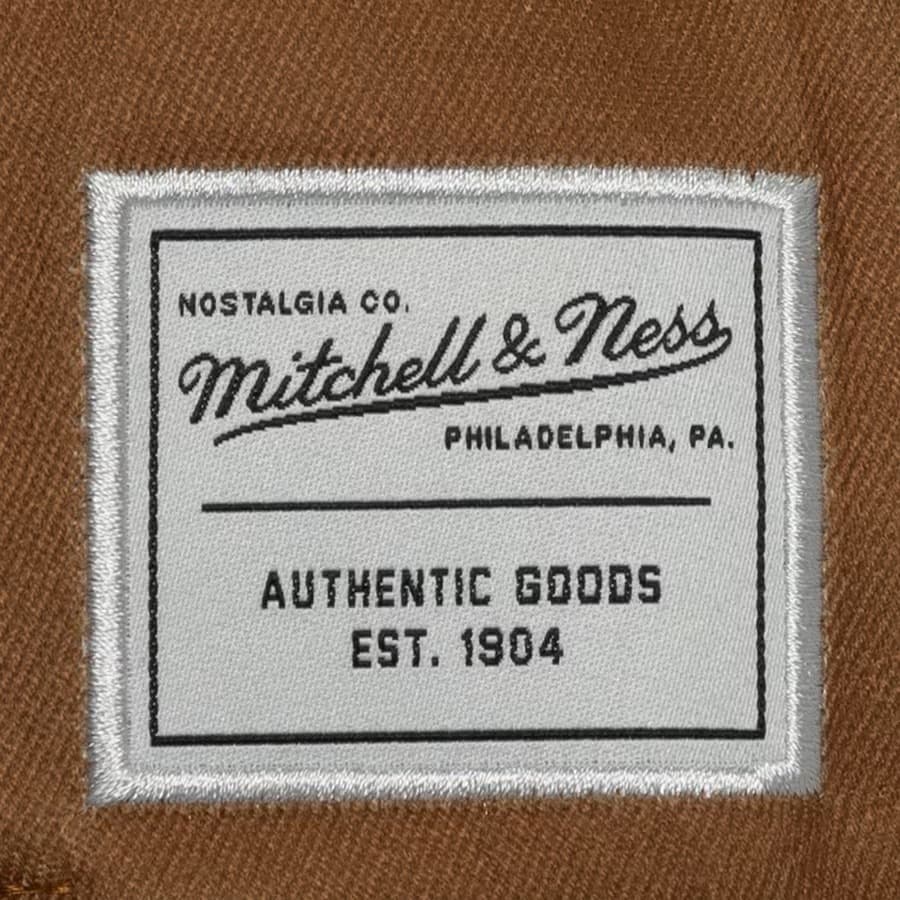 NOSTALGIA CO.
Mitchell & Ness
PHILADELPHIA, PA.
AUTHENTIC GOODS
EST. 1904